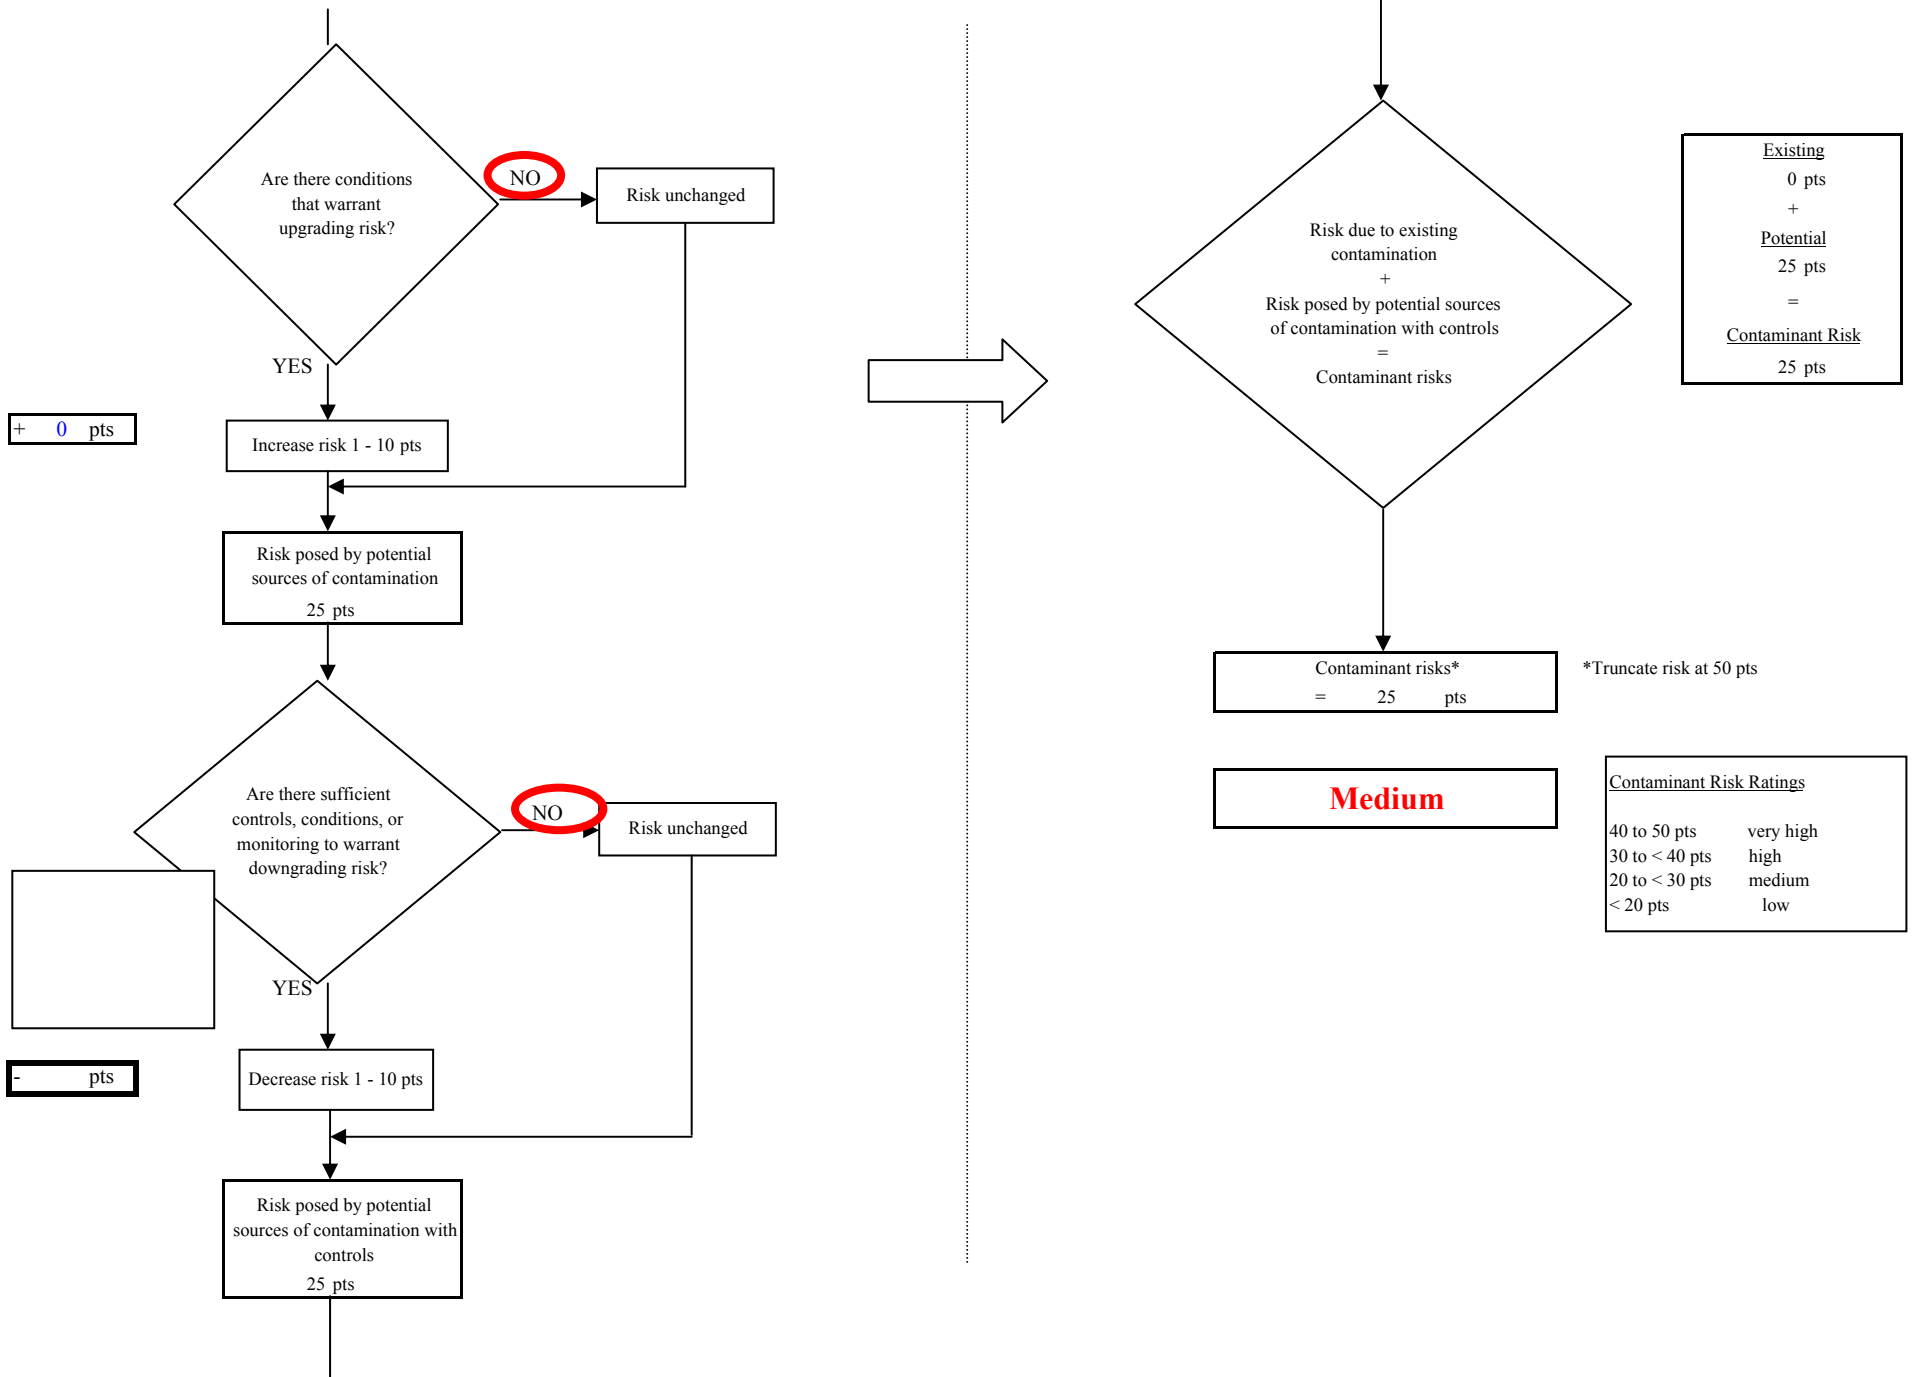 Are there conditions
that warrant
upgrading risk?
NO
Risk unchanged
YES
+ 0 pts
Increase risk 1 - 10 pts
Risk posed by potential
sources of contamination
25 pts
Are there sufficient
controls, conditions, or
monitoring to warrant
downgrading risk?
NO
Risk unchanged
YES
- pts
Decrease risk 1 - 10 pts
Risk posed by potential
sources of contamination with
controls
25 pts
Risk due to existing
contamination
+
Risk posed by potential sources
of contamination with controls
=
Contaminant risks
Existing
0 pts
+
Potential
25 pts
=
Contaminant Risk
25 pts
Contaminant risks*
= 25 pts
*Truncate risk at 50 pts
Medium
Contaminant Risk Ratings
40 to 50 pts very high
30 to < 40 pts high
20 to < 30 pts medium
< 20 pts low